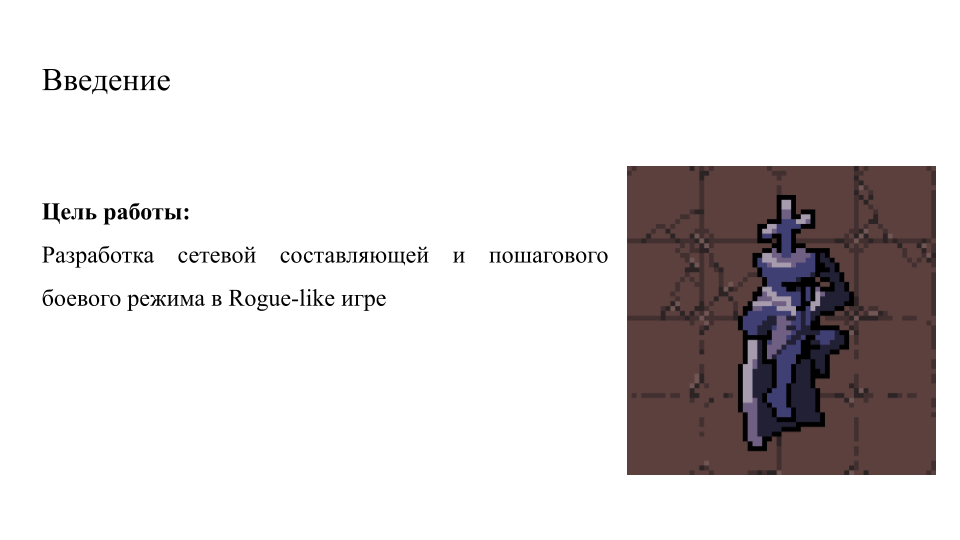 Введение
Цель работы:
Разработка сетевой составляющей и пошагового
боевого режима в Rogue-like игре